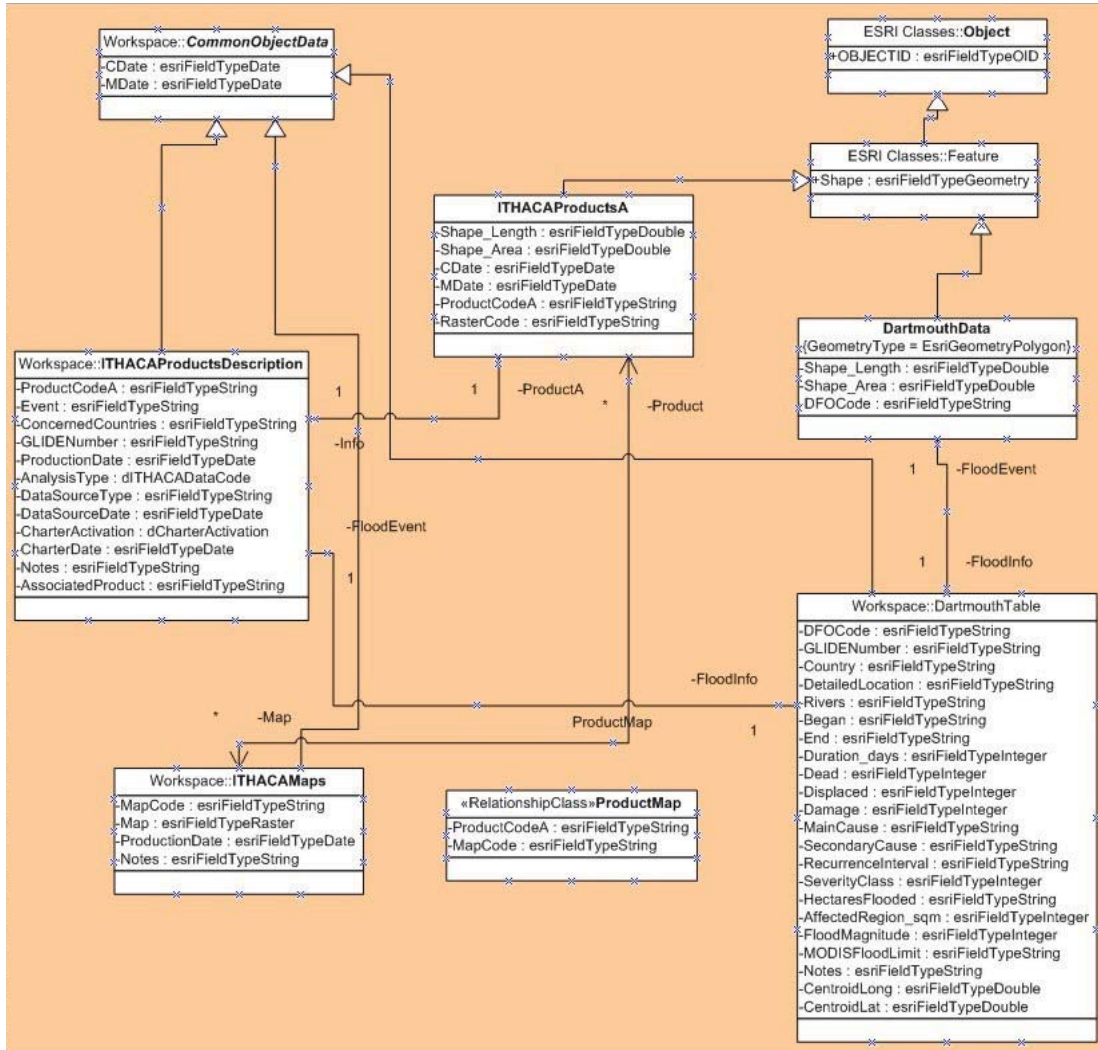 Workspace::CommonObjectData
-CDate : esriFieldTypeDate
-MDate : esriFieldTypeDate
ESRI Classes::Object
+OBJECTID : esriFieldTypeOID
ESRI Classes::Feature
+Shape : esriFieldTypeGeometry
ITHACAProductsA
-Shape_Length : esriFieldTypeDouble
-Shape_Area : esriFieldTypeDouble
-CDate : esriFieldTypeDate
-MDate : esriFieldTypeDate
-ProductCodeA : esriFieldTypeString
-RasterCode : esriFieldTypeString
DartmouthData
{GeometryType = EsriGeometryPolygon}
-Shape_Length : esriFieldTypeDouble
-Shape_Area : esriFieldTypeDouble
-DFOCode : esriFieldTypeString
Workspace::ITHACAProductsDescription
-ProductCodeA : esriFieldTypeString
-Event : esriFieldTypeString
-ConcernedCountries : esriFieldTypeString
-GLIDENumber : esriFieldTypeString
-ProductionDate : esriFieldTypeDate
-AnalysisType : dITHACADataCode
-DataSourceType : esriFieldTypeString
-DataSourceDate : esriFieldTypeDate
-CharterActivation : dCharterActivation
-CharterDate : esriFieldTypeDate
-Notes : esriFieldTypeString
-AssociatedProduct : esriFieldTypeString
1
-Info
1
-ProductA
*
-Product
-FloodEvent
1
1
-FloodEvent
1
-FloodInfo
-FloodInfo
1
*
-Map
ProductMap
Workspace::DartmouthTable
-DFOCode : esriFieldTypeString
-GLIDENumber : esriFieldTypeString
-Country : esriFieldTypeString
-DetailedLocation : esriFieldTypeString
-Rivers : esriFieldTypeString
-Began : esriFieldTypeString
-End : esriFieldTypeString
-Duration_days : esriFieldTypeInteger
-Dead : esriFieldTypeInteger
-Displaced : esriFieldTypeInteger
-Damage : esriFieldTypeInteger
-MainCause : esriFieldTypeString
-SecondaryCause : esriFieldTypeString
-RecurrenceInterval : esriFieldTypeString
-SeverityClass : esriFieldTypeInteger
-HectaresFlooded : esriFieldTypeString
-AffectedRegion_sqm : esriFieldTypeInteger
-FloodMagnitude : esriFieldTypeInteger
-MODISFloodLimit : esriFieldTypeString
-Notes : esriFieldTypeString
-CentroidLong : esriFieldTypeDouble
-CentroidLat : esriFieldTypeDouble
Workspace::ITHACAMaps
-MapCode : esriFieldTypeString
-Map : esriFieldTypeRaster
-ProductionDate : esriFieldTypeDate
-Notes : esriFieldTypeString
«RelationshipClass»ProductMap
-ProductCodeA : esriFieldTypeString
-MapCode : esriFieldTypeString